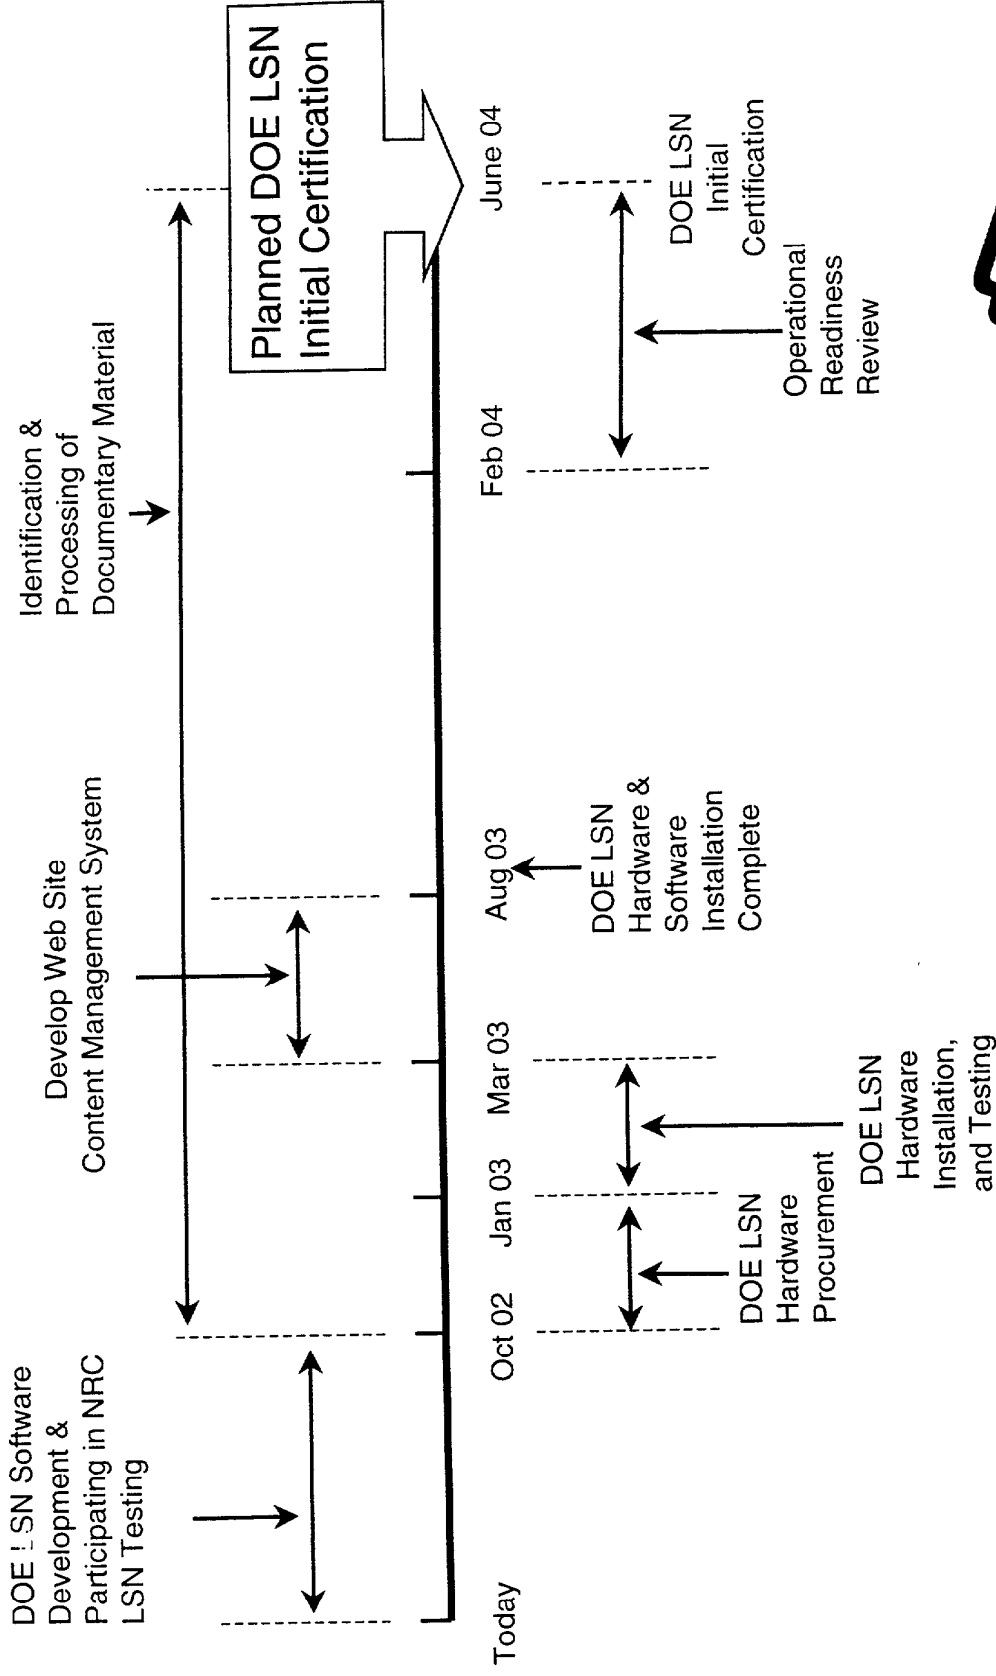 DOE LSN Software
Development &
Participating in NRC
LSN Testing
Develop Web Site
Content Management System
Identification &
Processing of
Documentary Material
Planned DOE LSN
Initial Certification
Today
Oct 02
Jan 03
Mar 03
Aug 03
Feb 04
June 04
DOE LSN
Hardware
Procurement
DOE LSN
Hardware
Installation,
and Testing
DOE LSN
Hardware &
Software
Installation
Complete
Operational
Readiness
Review
DOE LSN
Initial
Certification